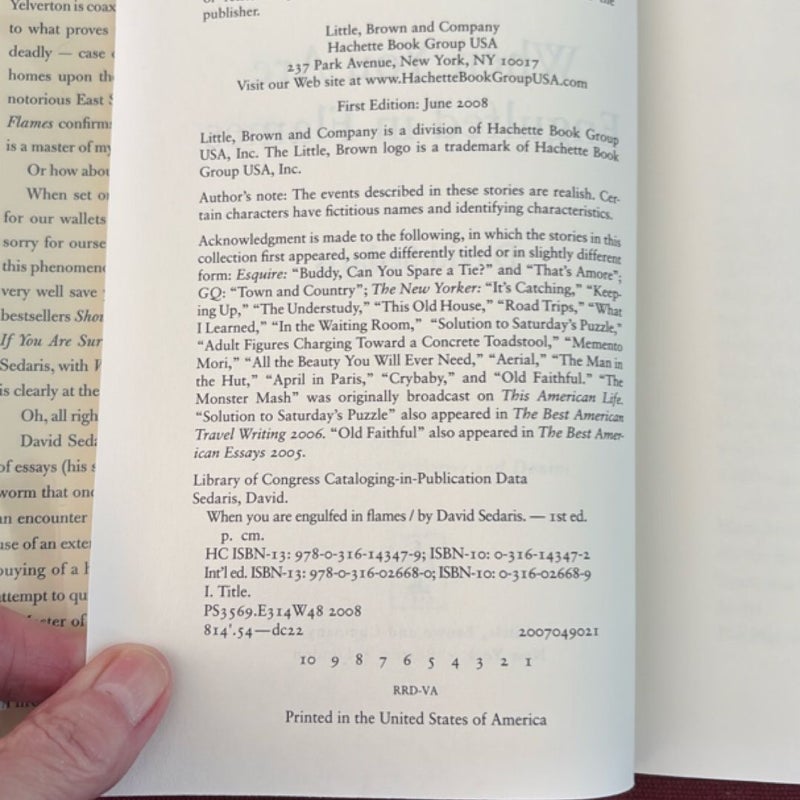 Yelverton is coax
to what proves
deadly — case
homes upon th
notorious East
Flames confirm
is a master of my
Or how abou
When set o
for our wallets
sorry for ourse
this phenomen
very well save
bestsellers Sho
If You Are Sur
Sedaris, with
is clearly at the
Oh, all righ
David Seda
of essays (his s
worm that onc
an encounter
use of an exte
buying of a
attempt to qu
the
publisher.
Little, Brown and Company
Hachette Book Group USA
237 Park Avenue, New York, NY 10017
Visit our Web site at www.HachetteBookGroupUSA.com
First Edition: June 2008
Little, Brown and Company is a division of Hachette Book Group
USA, Inc. The Little, Brown logo is a trademark of Hachette Book
Group USA, Inc.
Author's note: The events described in these stories are realish. Cer-
tain characters have fictitious names and identifying characteristics.
Acknowledgment is made to the following, in which the stories in this
collection first appeared, some differently titled or in slightly different
form: Esquire: “Buddy, Can You Spare a Tie?” and “That's Amore”;
GQ: “Town and Country”; The New Yorker: “It's Catching,” “Keep-
ing Up,” “The Understudy,” “This Old House,” “Road Trips,” “What
I Learned,” “In the Waiting Room,” “Solution to Saturday's Puzzle,”
“Adult Figures Charging Toward a Concrete Toadstool,” “Memento
Mori,” “All the Beauty You Will Ever Need,” “Aerial,” “The Man in
the Hut,” “April in Paris,” “Crybaby,” and “Old Faithful.” “The
Monster Mash” was originally broadcast on This American Life.
“Solution to Saturday's Puzzle” also appeared in The Best American
Travel Writing 2006. “Old Faithful” also appeared in The Best Amer-
ican Essays 2005.
Library of Congress Cataloging-in-Publication Data
Sedaris, David.
When you are engulfed in flames / by David Sedaris. — 1st ed.
p. cm.
HC ISBN-13: 978-0-316-14347-9; ISBN-10: 0-316-14347-2
Int'l ed. ISBN-13: 978-0-316-02668-0; ISBN-10: 0-316-02668-9
I. Title.
PS3569.E314W48 2008
814'.54—dc22 2007049021
10 9 8 7 6 5 4 3 2 1
RRD-VA
Printed in the United States of America